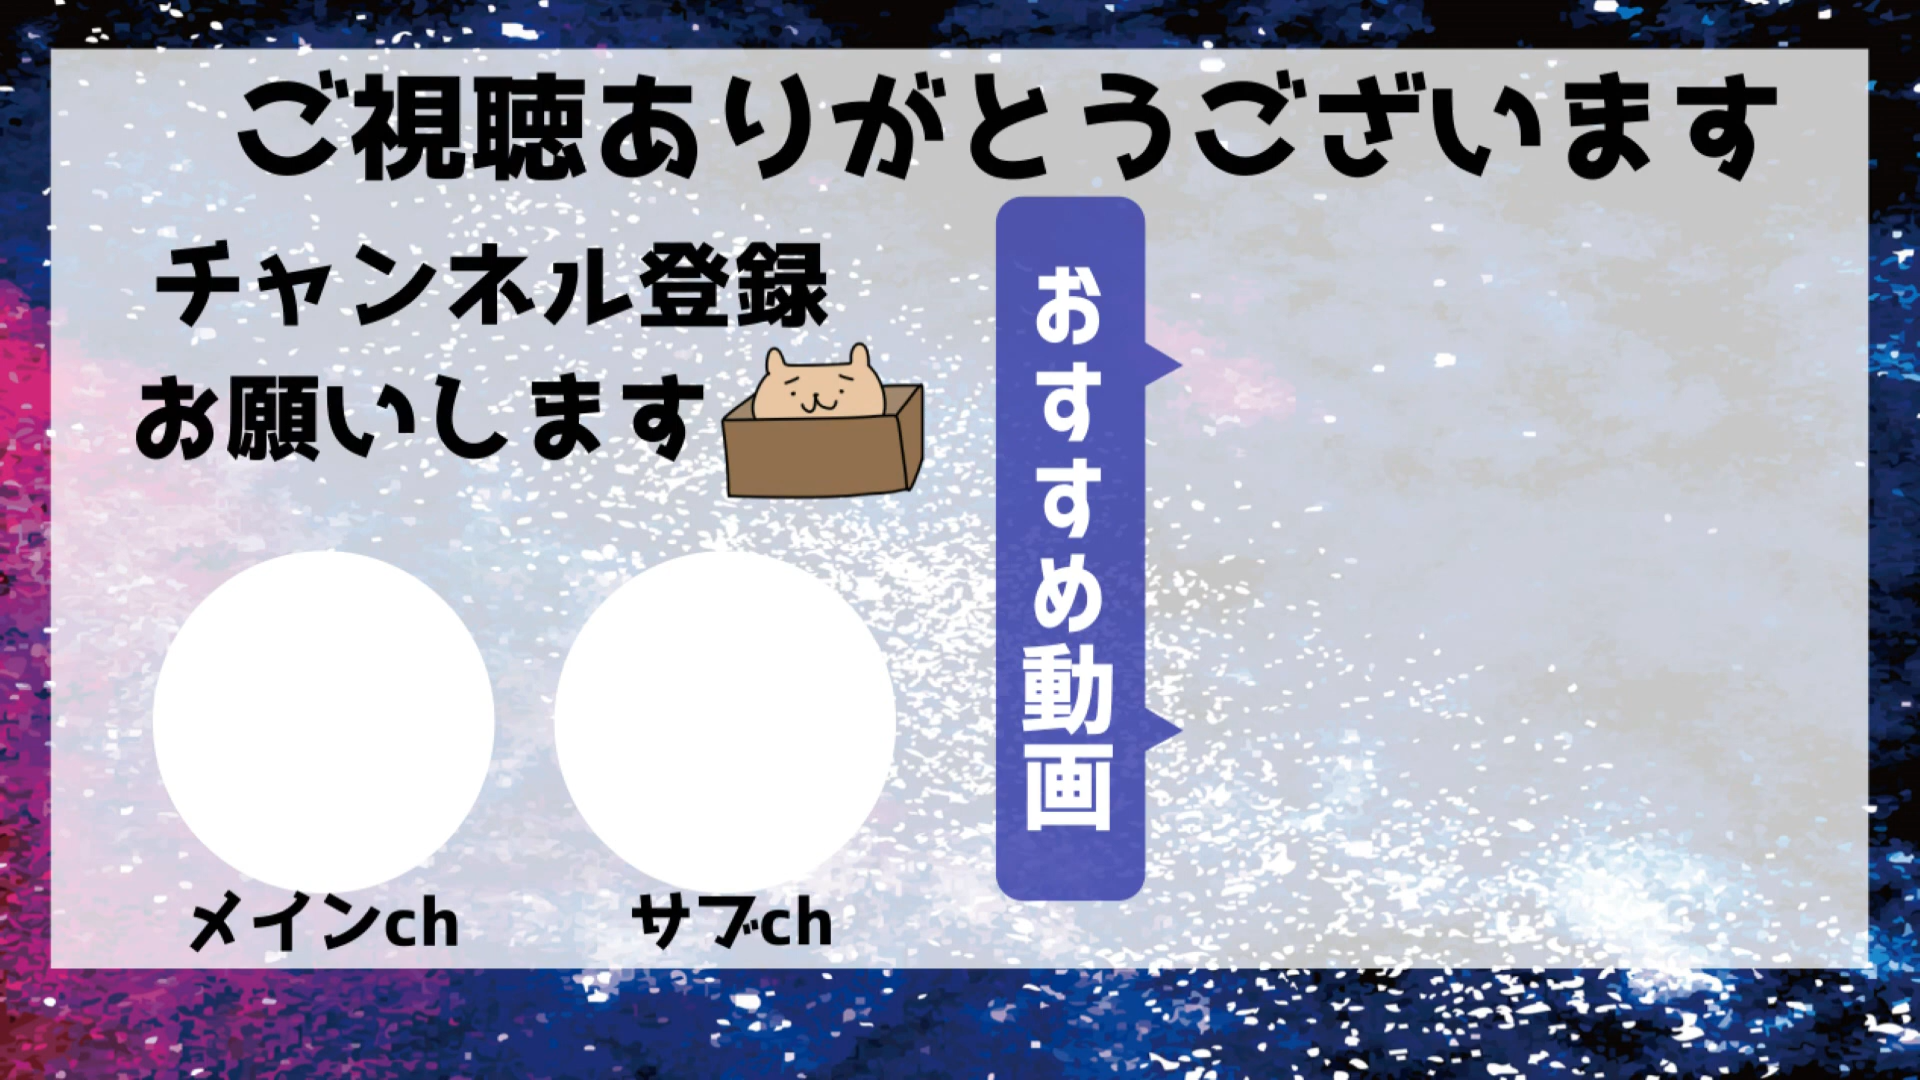 ご視聴ありがとうございます
チャンネル登録
お願いします
おすすめ動画
メインch
サブch